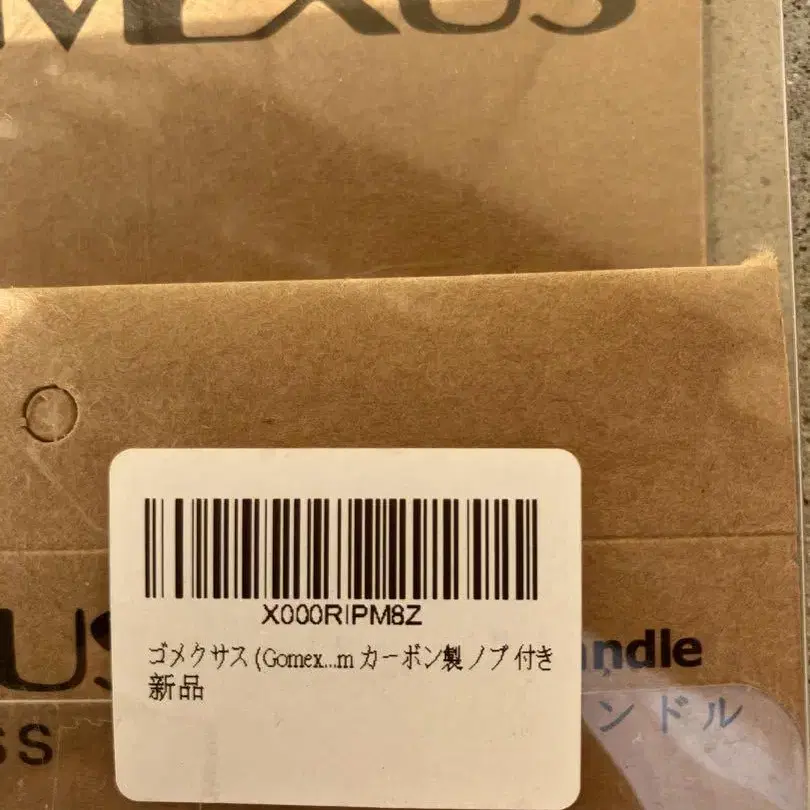 MEXUS
X000RIPM8Z
ゴメクサス (Gomex...m カーボン製 ノブ 付き
新品
US
ndle
ンドル
SS